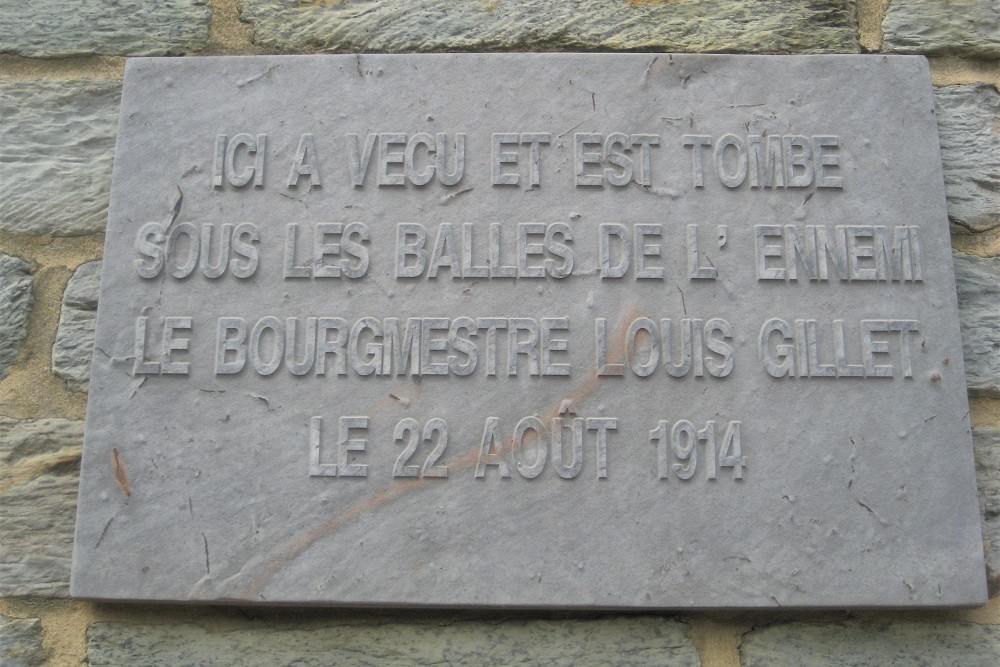 ICI A VECU ET EST TOMBE
SOUS LES BALLES DE L' ENNEMI
LE BOURGMESTRE LOUIS GILLET
LE 22 AOÛT 1914